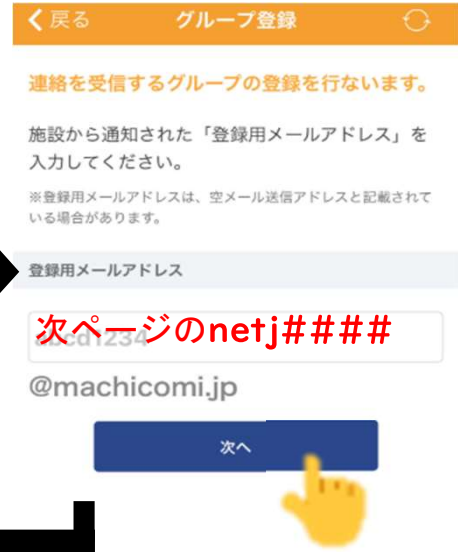 戻る グループ登録
連絡を受信するグループの登録を行ないます。
施設から通知された「登録用メールアドレス」を
入力してください。
※登録用メールアドレスは、空メール送信アドレスと記載されて
いる場合があります。
登録用メールアドレス
abcd1234
次ページのnetj####
@machicomi.jp
次へ